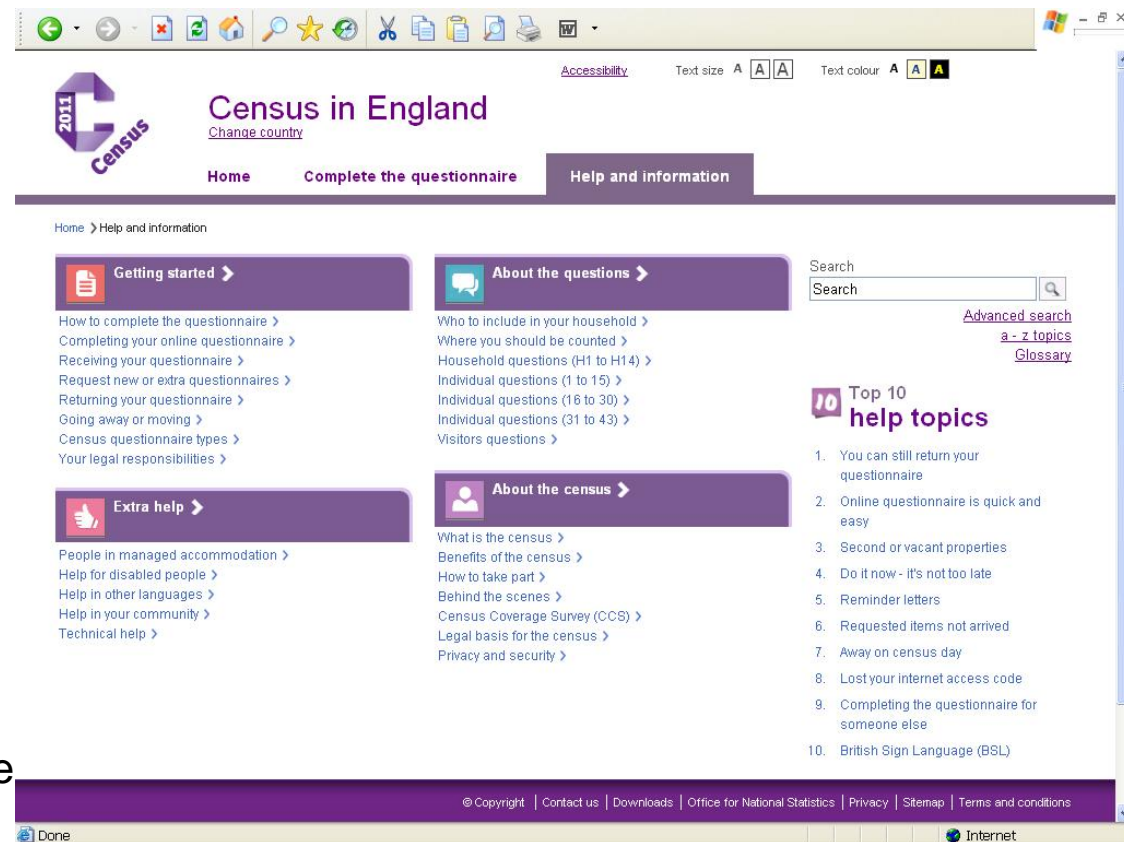 Accessibility Text size A A A Text colour A A A
2011 Census
Census in England
Change country
Home Complete the questionnaire Help and information
Home > Help and information
Getting started >
How to complete the questionnaire >
Completing your online questionnaire >
Receiving your questionnaire >
Request new or extra questionnaires >
Returning your questionnaire >
Going away or moving >
Census questionnaire types >
Your legal responsibilities >
Extra help >
People in managed accommodation >
Help for disabled people >
Help in other languages >
Help in your community >
Technical help >
About the questions >
Who to include in your household >
Where you should be counted >
Household questions (H1 to H14) >
Individual questions (1 to 15) >
Individual questions (16 to 30) >
Individual questions (31 to 43) >
Visitors questions >
About the census >
What is the census >
Benefits of the census >
How to take part >
Behind the scenes >
Census Coverage Survey (CCS) >
Legal basis for the census >
Privacy and security >
Search
Search
Advanced search
a - z topics
Glossary
10 Top 10
help topics
1. You can still return your
questionnaire
2. Online questionnaire is quick and
easy
3. Second or vacant properties
4. Do it now - it's not too late
5. Reminder letters
6. Requested items not arrived
7. Away on census day
8. Lost your internet access code
9. Completing the questionnaire for
someone else
10. British Sign Language (BSL)
e
© Copyright | Contact us | Downloads | Office for National Statistics | Privacy | Sitemap | Terms and conditions
Done Internet